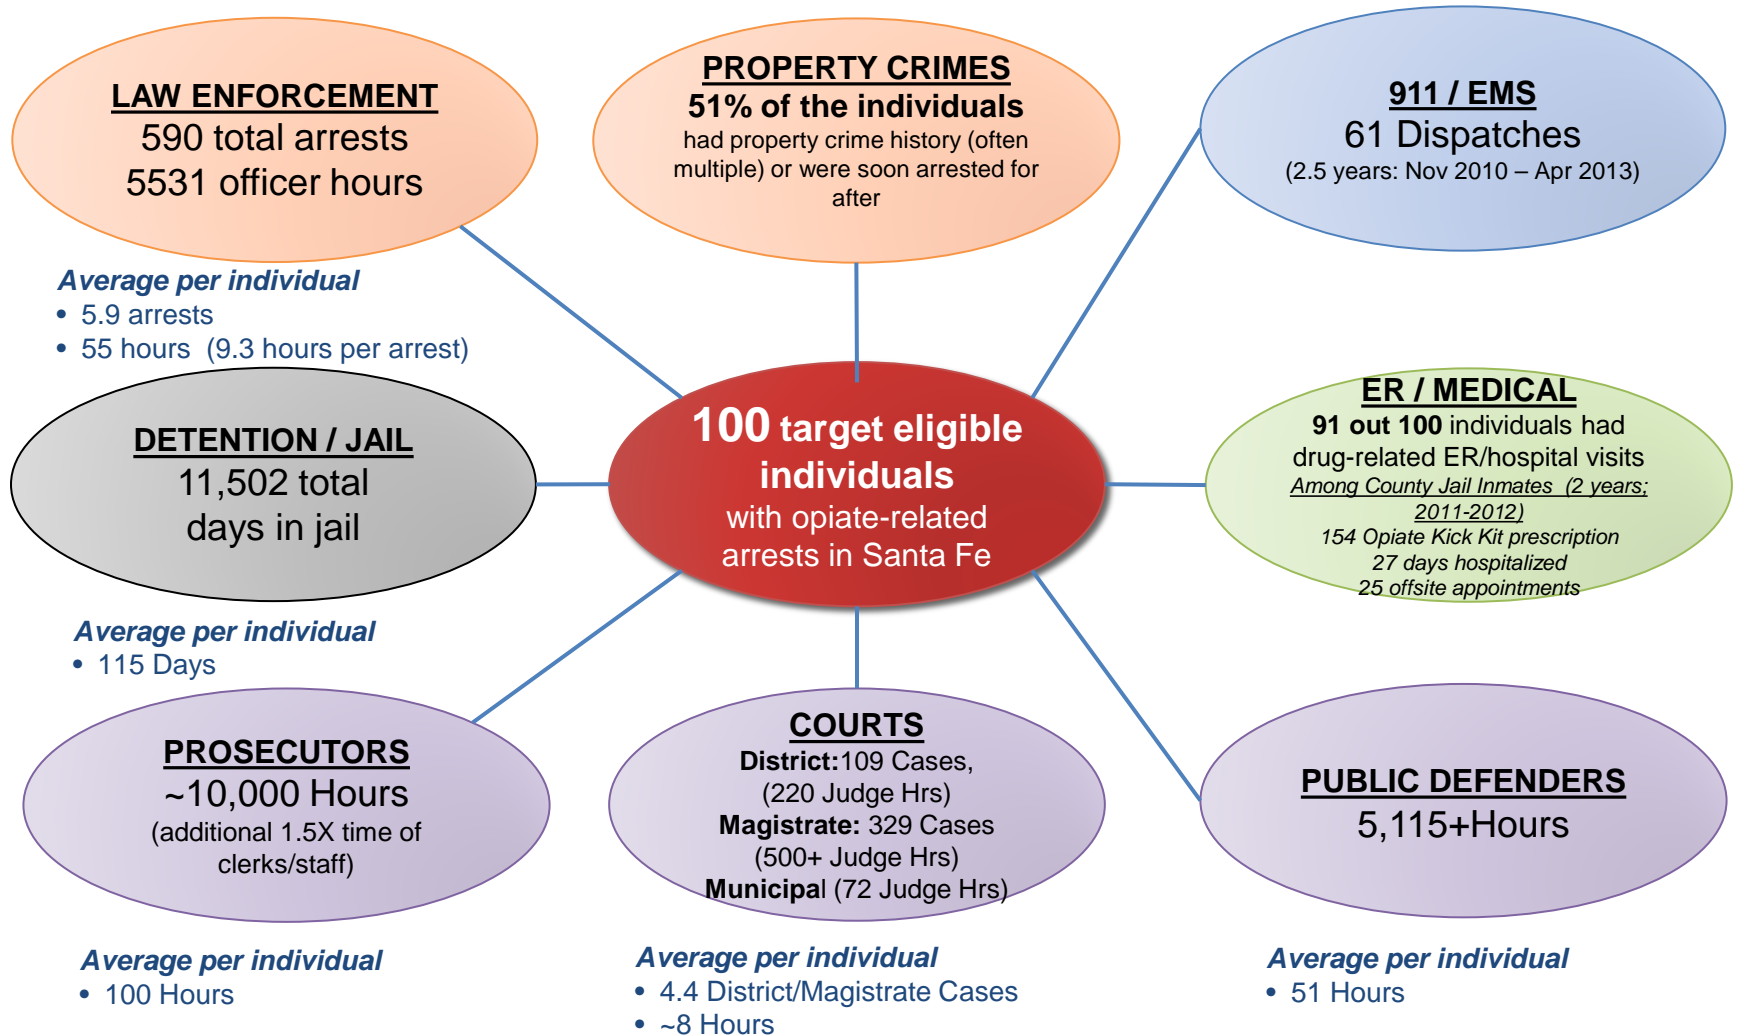 LAW ENFORCEMENT
590 total arrests
5531 officer hours
Average per individual
• 5.9 arrests
• 55 hours (9.3 hours per arrest)
PROPERTY CRIMES
51% of the individuals
had property crime history (often
multiple) or were soon arrested for
after
911 / EMS
61 Dispatches
(2.5 years: Nov 2010 – Apr 2013)
DETENTION / JAIL
11,502 total
days in jail
Average per individual
• 115 Days
100 target eligible
individuals
with opiate-related
arrests in Santa Fe
ER / MEDICAL
91 out 100 individuals had
drug-related ER/hospital visits
Among County Jail Inmates (2 years;
2011-2012)
154 Opiate Kick Kit prescription
27 days hospitalized
25 offsite appointments
PROSECUTORS
~10,000 Hours
(additional 1.5X time of
clerks/staff)
Average per individual
• 100 Hours
COURTS
District:109 Cases,
(220 Judge Hrs)
Magistrate: 329 Cases
(500+ Judge Hrs)
Municipal (72 Judge Hrs)
Average per individual
• 4.4 District/Magistrate Cases
• ~8 Hours
PUBLIC DEFENDERS
5,115+Hours
Average per individual
• 51 Hours